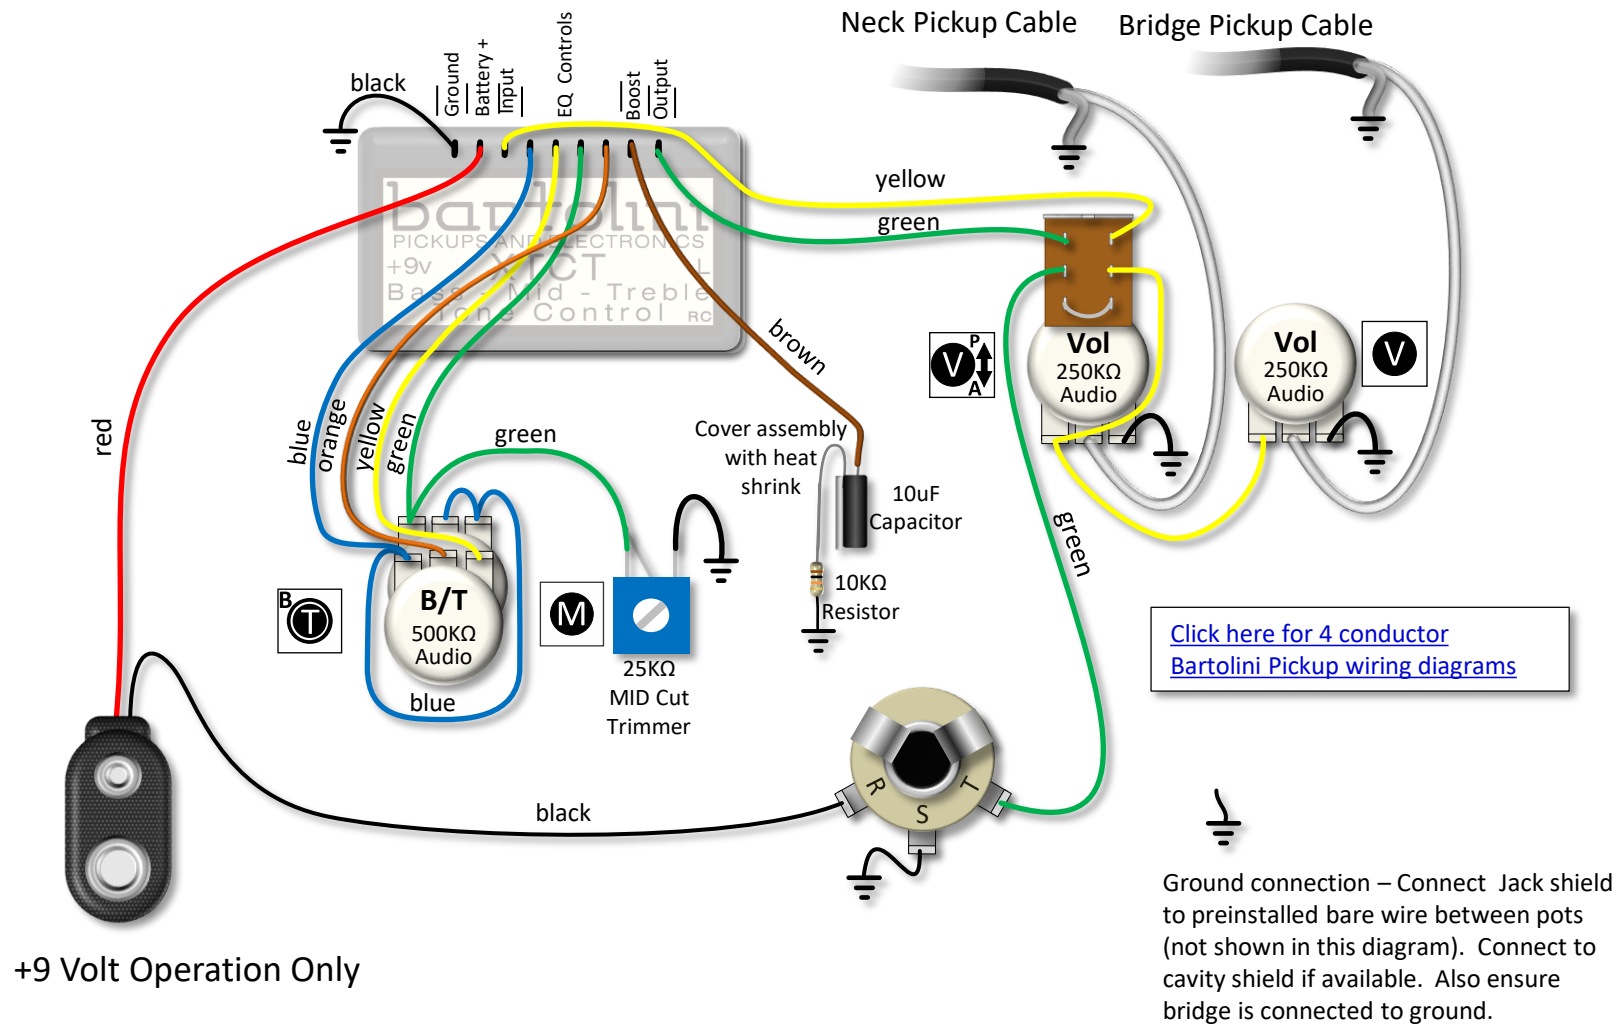 Neck Pickup Cable
Bridge Pickup Cable
black
Ground
Battery +
Input
EQ Controls
Boost
Output
bartolini
PICKUPS AND ELECTRONICS
+9v XTCT L
Bass - Mid - Treble
Tone Control RC
yellow
green
red
blue
orange
yellow
green
green
brown
Cover assembly
with heat
shrink
10uF
Capacitor
10KΩ
Resistor
V
P
A
Vol
250KΩ
Audio
Vol
250KΩ
Audio
V
green
B
T
B/T
500KΩ
Audio
blue
M
25KΩ
MID Cut
Trimmer
Click here for 4 conductor
Bartolini Pickup wiring diagrams
R
S
T
black
+9 Volt Operation Only
Ground connection – Connect Jack shield
to preinstalled bare wire between pots
(not shown in this diagram). Connect to
cavity shield if available. Also ensure
bridge is connected to ground.